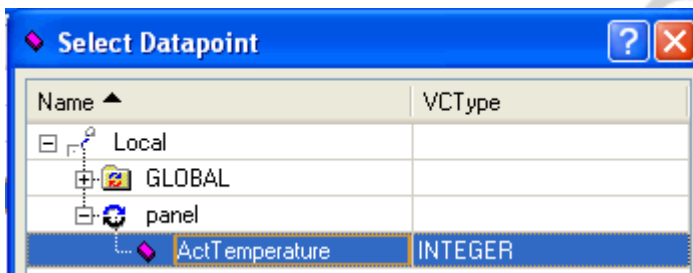 Select Datapoint
Name VCType
Local
GLOBAL
panel
ActTemperature INTEGER